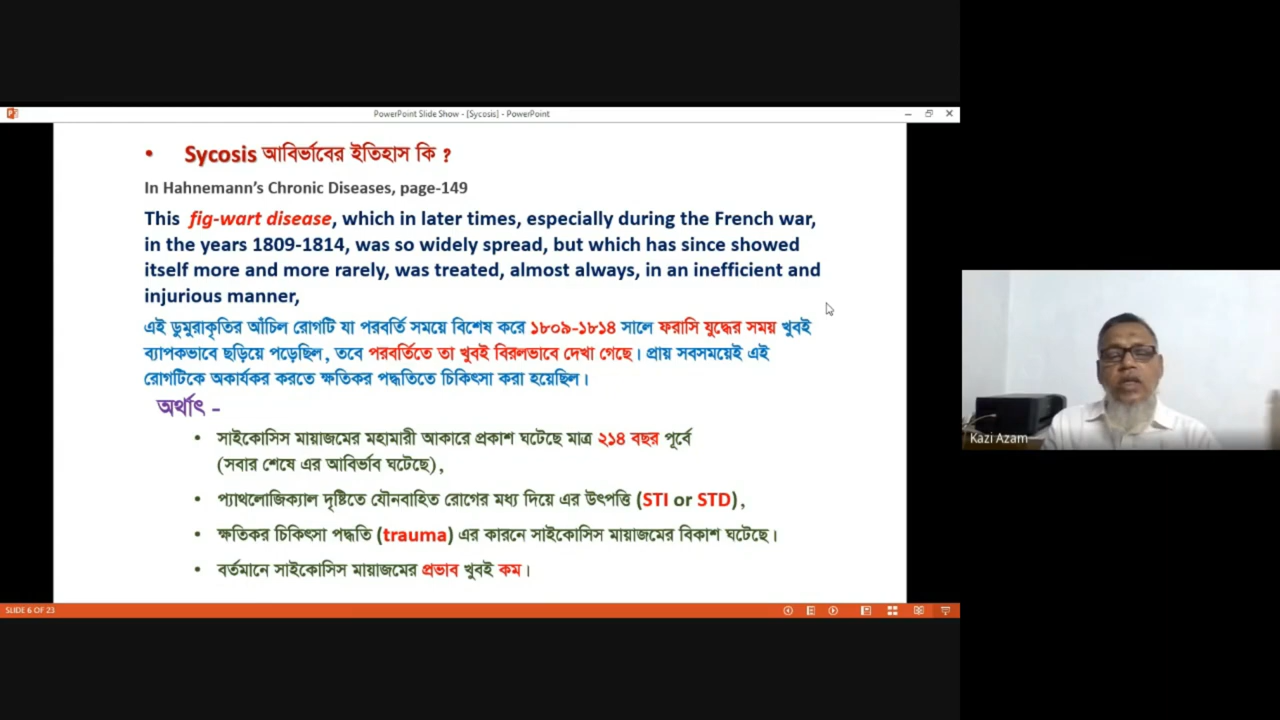 PowerPoint Slide Show - [Sycosis] - PowerPoint
• Sycosis আবির্ভাবের ইতিহাস কি ?
In Hahnemann's Chronic Diseases, page-149
This fig-wart disease, which in later times, especially during the French war,
in the years 1809-1814, was so widely spread, but which has since showed
itself more and more rarely, was treated, almost always, in an inefficient and
injurious manner,
এই ডুমুরাকৃতির আঁচিল রোগটি যা পরবর্তি সময়ে বিশেষ করে ১৮০৯-১৮১৪ সালে ফরাসি যুদ্ধের সময় খুবই
ব্যাপকভাবে ছড়িয়ে পড়েছিল, তবে পরবর্তিতে তা খুবই বিরলভাবে দেখা গেছে। প্রায় সবসময়েই এই
রোগটিকে অকার্যকর করতে ক্ষতিকর পদ্ধতিতে চিকিৎসা করা হয়েছিল।
অর্থাৎ -
• সাইকোসিস মায়াজমের মহামারী আকারে প্রকাশ ঘটেছে মাত্র ২১৪ বছর পূর্বে
(সবার শেষে এর আবির্ভাব ঘটেছে),
• প্যাথলোজিক্যাল দৃষ্টিতে যৌনবাহিত রোগের মধ্য দিয়ে এর উৎপত্তি (STI or STD),
• ক্ষতিকর চিকিৎসা পদ্ধতি (trauma) এর কারনে সাইকোসিস মায়াজমের বিকাশ ঘটেছে।
• বর্তমানে সাইকোসিস মায়াজমের প্রভাব খুবই কম।
SLIDE 6 OF 23
Kazi Azam